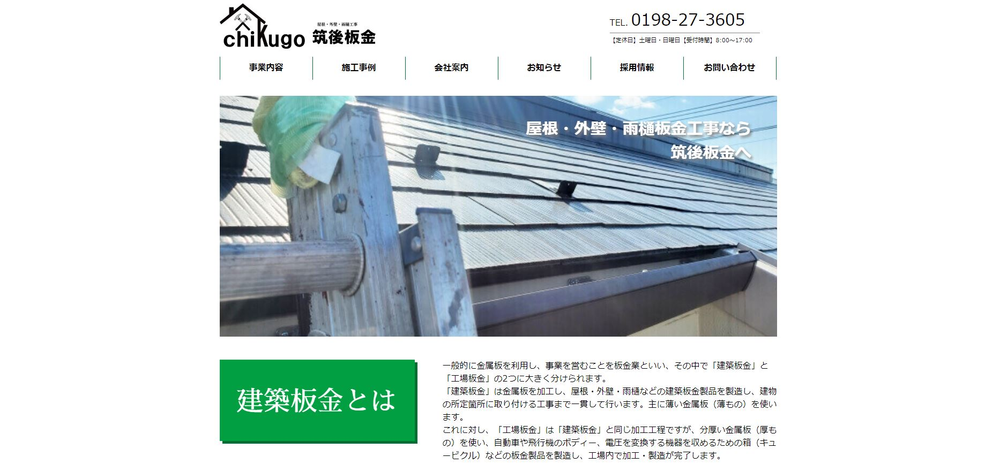 chikugo
屋根・外壁・雨樋工事
筑後板金
TEL. 0198-27-3605
【定休日】土曜日・日曜日【受付時間】8:00～17:00
事業内容
施工事例
会社案内
お知らせ
採用情報
お問い合わせ
屋根・外壁・雨樋板金工事なら
筑後板金へ
建築板金とは
一般的に金属板を利用し、事業を営むことを板金業といい、その中で「建築板金」と
「工場板金」の2つに大きく分けられます。
「建築板金」は金属板を加工し、屋根・外壁・雨樋などの建築板金製品を製造し、建物
の所定箇所に取り付ける工事まで一貫して行います。主に薄い金属板（薄もの）を使い
ます。
これに対し、「工場板金」は「建築板金」と同じ加工工程ですが、分厚い金属板（厚も
の）を使い、自動車や飛行機のボディー、電圧を変換する機器を収めるための箱（キュ
ービクル）などの板金製品を製造し、工場内で加工・製造が完了します。